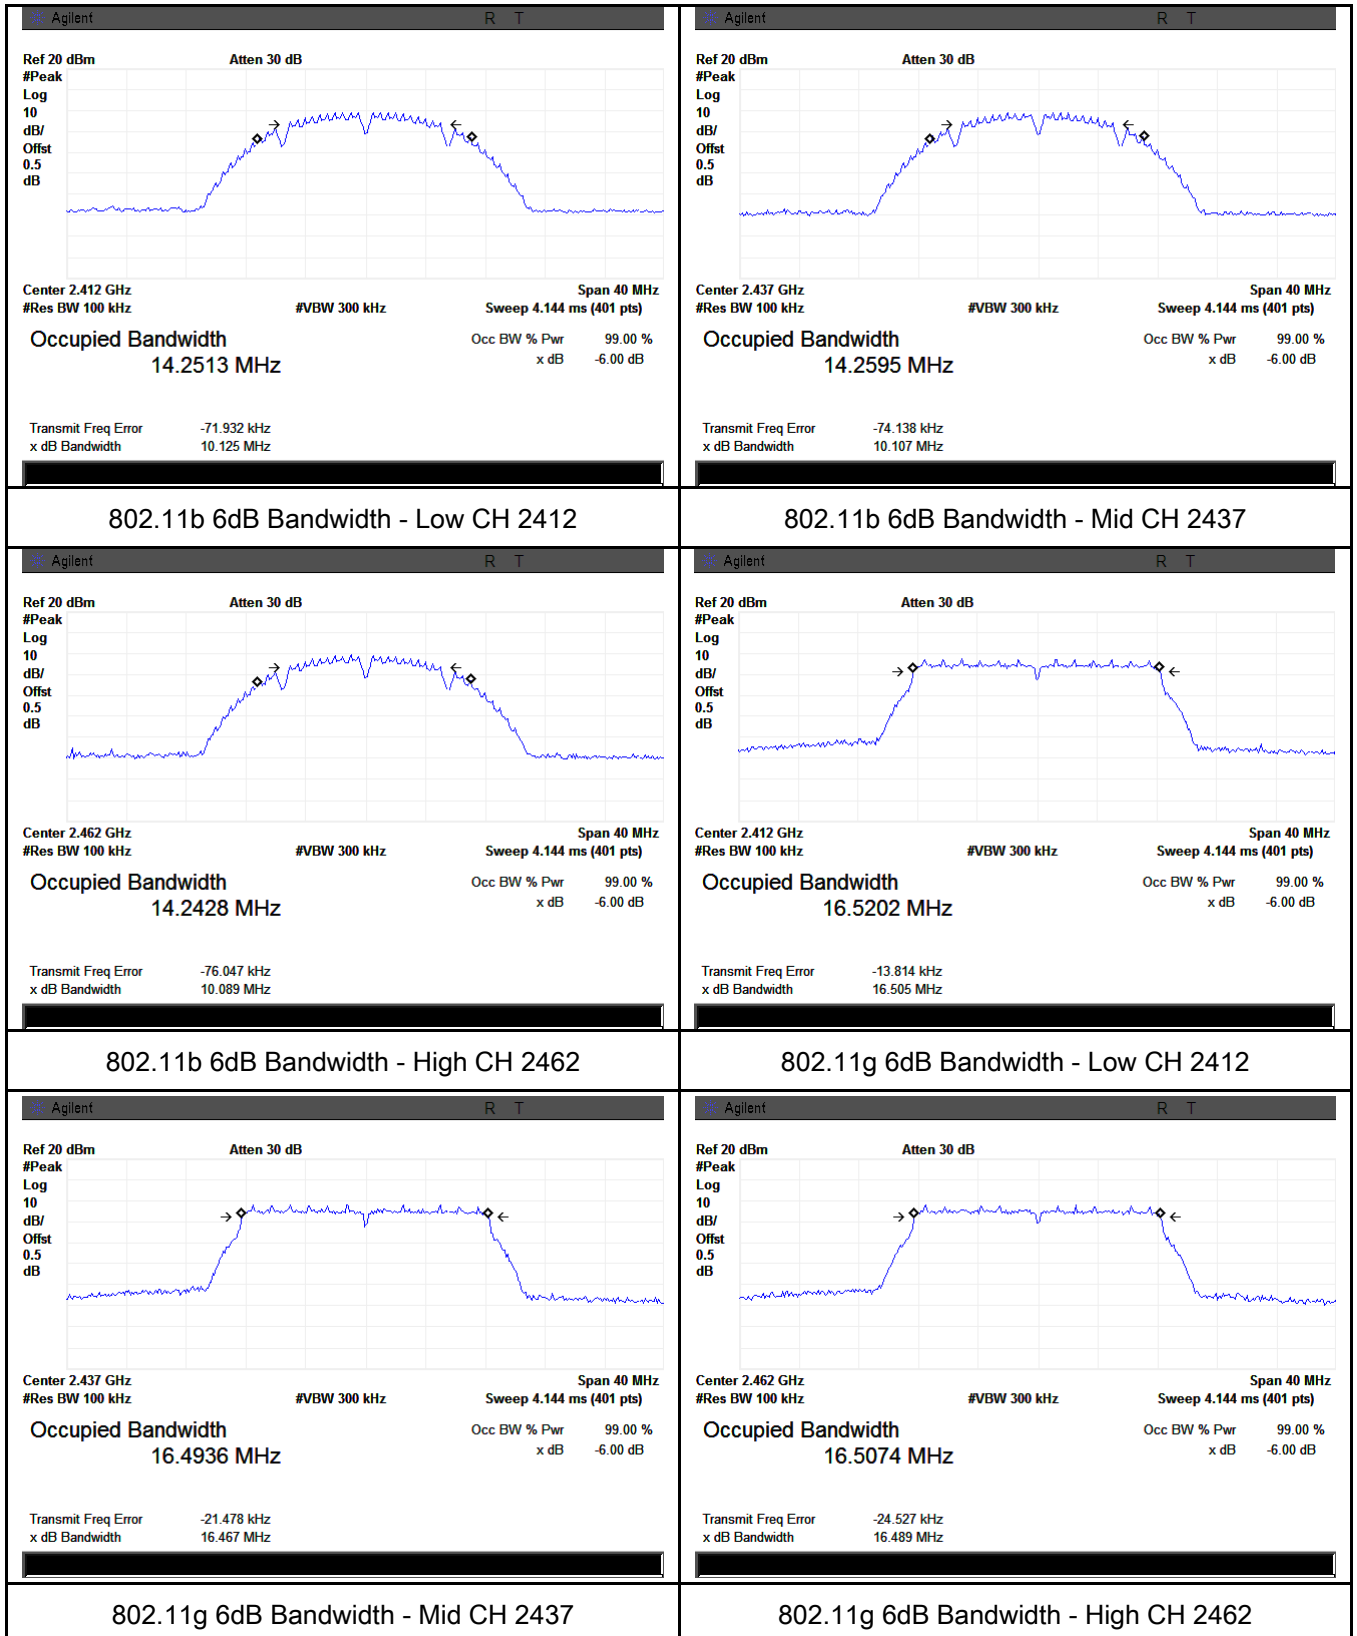 Agilent R T
Ref 20 dBm Atten 30 dB
#Peak
Log
10
dB/
Offst
0.5
dB
Center 2.412 GHz Span 40 MHz
#Res BW 100 kHz #VBW 300 kHz Sweep 4.144 ms (401 pts)
Occupied Bandwidth Occ BW % Pwr 99.00 %
14.2513 MHz x dB -6.00 dB
Transmit Freq Error -71.932 kHz
x dB Bandwidth 10.125 MHz
802.11b 6dB Bandwidth - Low CH 2412
Agilent R T
Ref 20 dBm Atten 30 dB
#Peak
Log
10
dB/
Offst
0.5
dB
Center 2.437 GHz Span 40 MHz
#Res BW 100 kHz #VBW 300 kHz Sweep 4.144 ms (401 pts)
Occupied Bandwidth Occ BW % Pwr 99.00 %
14.2595 MHz x dB -6.00 dB
Transmit Freq Error -74.138 kHz
x dB Bandwidth 10.107 MHz
802.11b 6dB Bandwidth - Mid CH 2437
Agilent R T
Ref 20 dBm Atten 30 dB
#Peak
Log
10
dB/
Offst
0.5
dB
Center 2.462 GHz Span 40 MHz
#Res BW 100 kHz #VBW 300 kHz Sweep 4.144 ms (401 pts)
Occupied Bandwidth Occ BW % Pwr 99.00 %
14.2428 MHz x dB -6.00 dB
Transmit Freq Error -76.047 kHz
x dB Bandwidth 10.089 MHz
802.11b 6dB Bandwidth - High CH 2462
Agilent R T
Ref 20 dBm Atten 30 dB
#Peak
Log
10
dB/
Offst
0.5
dB
Center 2.412 GHz Span 40 MHz
#Res BW 100 kHz #VBW 300 kHz Sweep 4.144 ms (401 pts)
Occupied Bandwidth Occ BW % Pwr 99.00 %
16.5202 MHz x dB -6.00 dB
Transmit Freq Error -13.814 kHz
x dB Bandwidth 16.505 MHz
802.11g 6dB Bandwidth - Low CH 2412
Agilent R T
Ref 20 dBm Atten 30 dB
#Peak
Log
10
dB/
Offst
0.5
dB
Center 2.437 GHz Span 40 MHz
#Res BW 100 kHz #VBW 300 kHz Sweep 4.144 ms (401 pts)
Occupied Bandwidth Occ BW % Pwr 99.00 %
16.4936 MHz x dB -6.00 dB
Transmit Freq Error -21.478 kHz
x dB Bandwidth 16.467 MHz
802.11g 6dB Bandwidth - Mid CH 2437
Agilent R T
Ref 20 dBm Atten 30 dB
#Peak
Log
10
dB/
Offst
0.5
dB
Center 2.462 GHz Span 40 MHz
#Res BW 100 kHz #VBW 300 kHz Sweep 4.144 ms (401 pts)
Occupied Bandwidth Occ BW % Pwr 99.00 %
16.5074 MHz x dB -6.00 dB
Transmit Freq Error -24.527 kHz
x dB Bandwidth 16.489 MHz
802.11g 6dB Bandwidth - High CH 2462